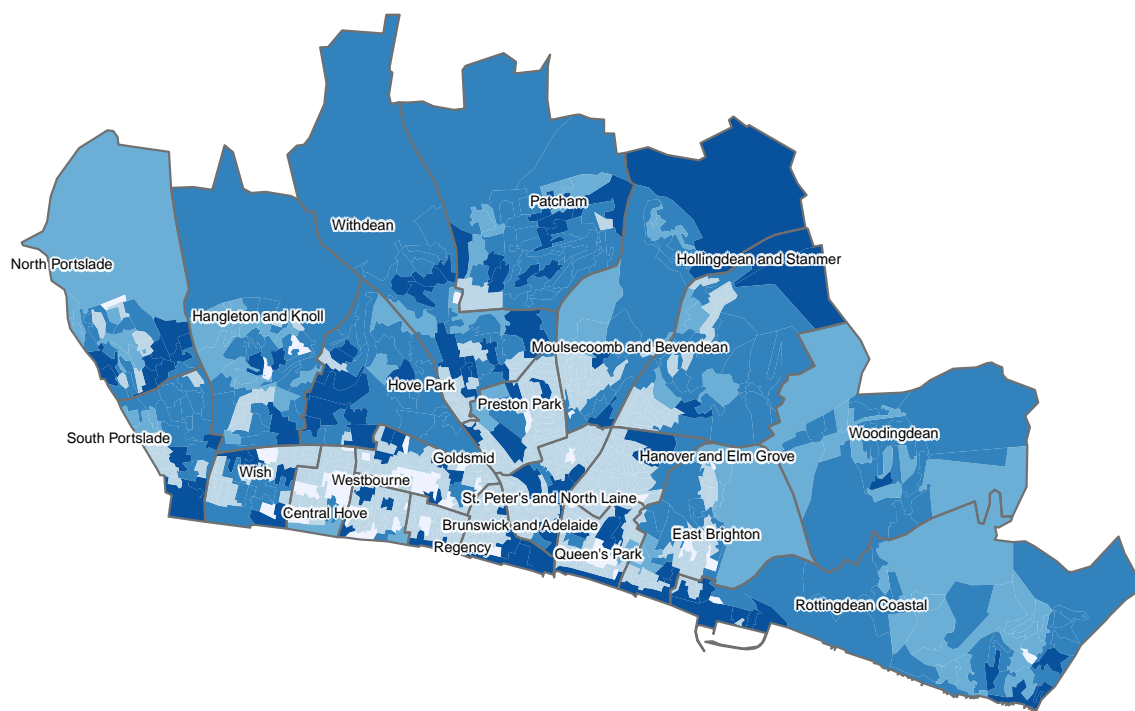 Patcham
Withdean
Hollingdean and Stanmer
North Portslade
Hangleton and Knoll
Moulsecoomb and Bevendean
Hove Park
Preston Park
Woodingdean
South Portslade
Goldsmid
Hanover and Elm Grove
Wish
Westbourne
St. Peter's and North Laine
Central Hove
Brunswick and Adelaide
East Brighton
Regency
Queen's Park
Rottingdean Coastal